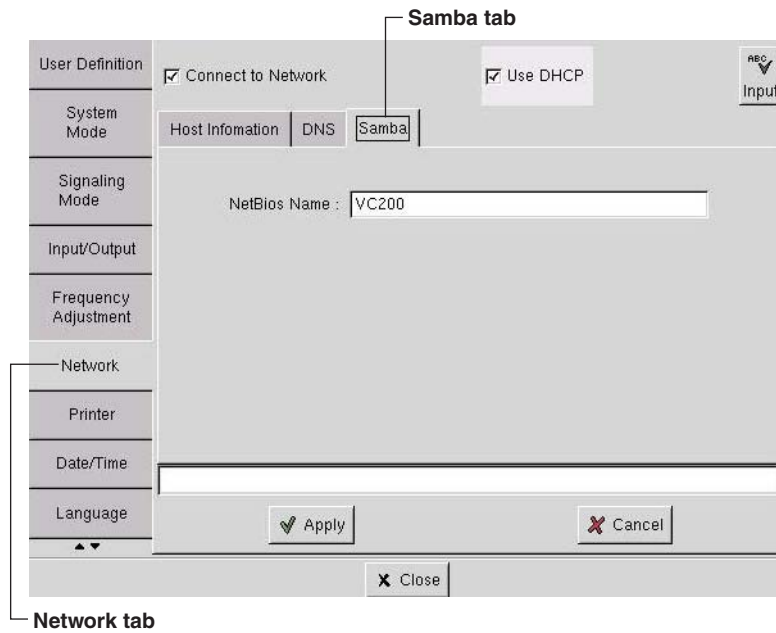 Samba tab
User Definition
Connect to Network
Use DHCP
ABC
Input
System
Mode
Host Infomation
DNS
Samba
Signaling
Mode
NetBios Name :
VC200
Input/Output
Frequency
Adjustment
Network
Printer
Date/Time
Language
Apply
Cancel
Close
Network tab